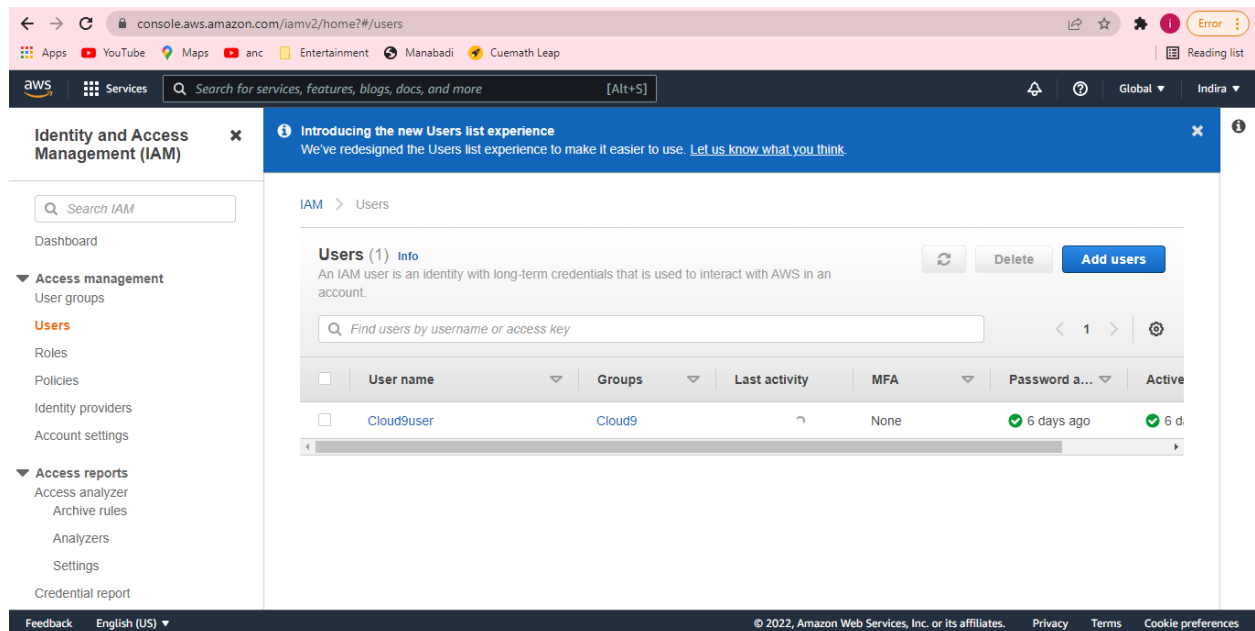 console.aws.amazon.com/iamv2/home?#/users
i
Error
Apps YouTube Maps anc Entertainment Manabadi Cuemath Leap Reading list
aws Services Search for services, features, blogs, docs, and more [Alt+S] Global ▼ Indira ▼
Identity and Access
Management (IAM)
Introducing the new Users list experience
We've redesigned the Users list experience to make it easier to use. Let us know what you think.
Search IAM
Dashboard
Access management
User groups
Users
Roles
Policies
Identity providers
Account settings
Access reports
Access analyzer
Archive rules
Analyzers
Settings
Credential report
IAM > Users
Users (1) Info
An IAM user is an identity with long-term credentials that is used to interact with AWS in an
account.
Delete Add users
Find users by username or access key
< 1 >
User name Groups Last activity MFA Password a... Active
Cloud9user Cloud9 None 6 days ago 6 d
Feedback English (US) ▼ © 2022, Amazon Web Services, Inc. or its affiliates. Privacy Terms Cookie preferences